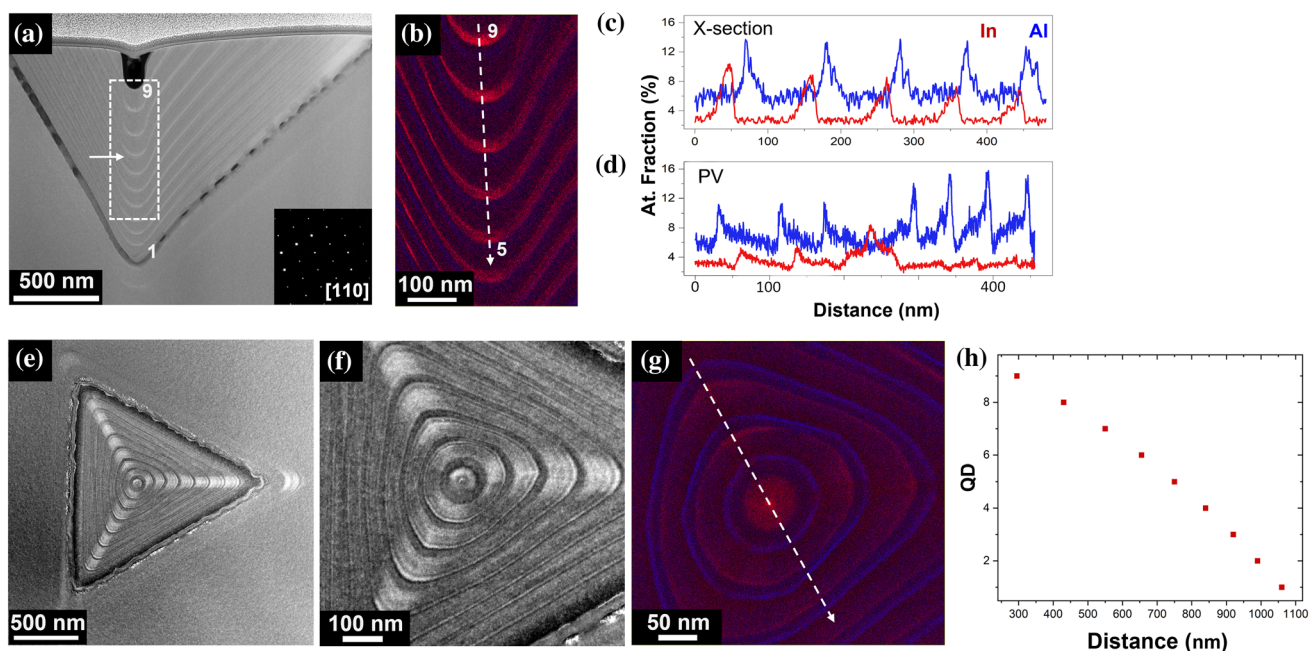 (a)
9
1
500 nm
[110]
(b)
9
5
100 nm
(c)
X-section
In
Al
16
12
8
4
0
100
200
300
400
At. Fraction (%)
(d)
PV
16
12
8
4
0
100
400
Distance (nm)
(e)
500 nm
(f)
100 nm
(g)
50 nm
(h)
QD
8
6
4
2
300 400 500 600 700 800 900 1000 1100
Distance (nm)